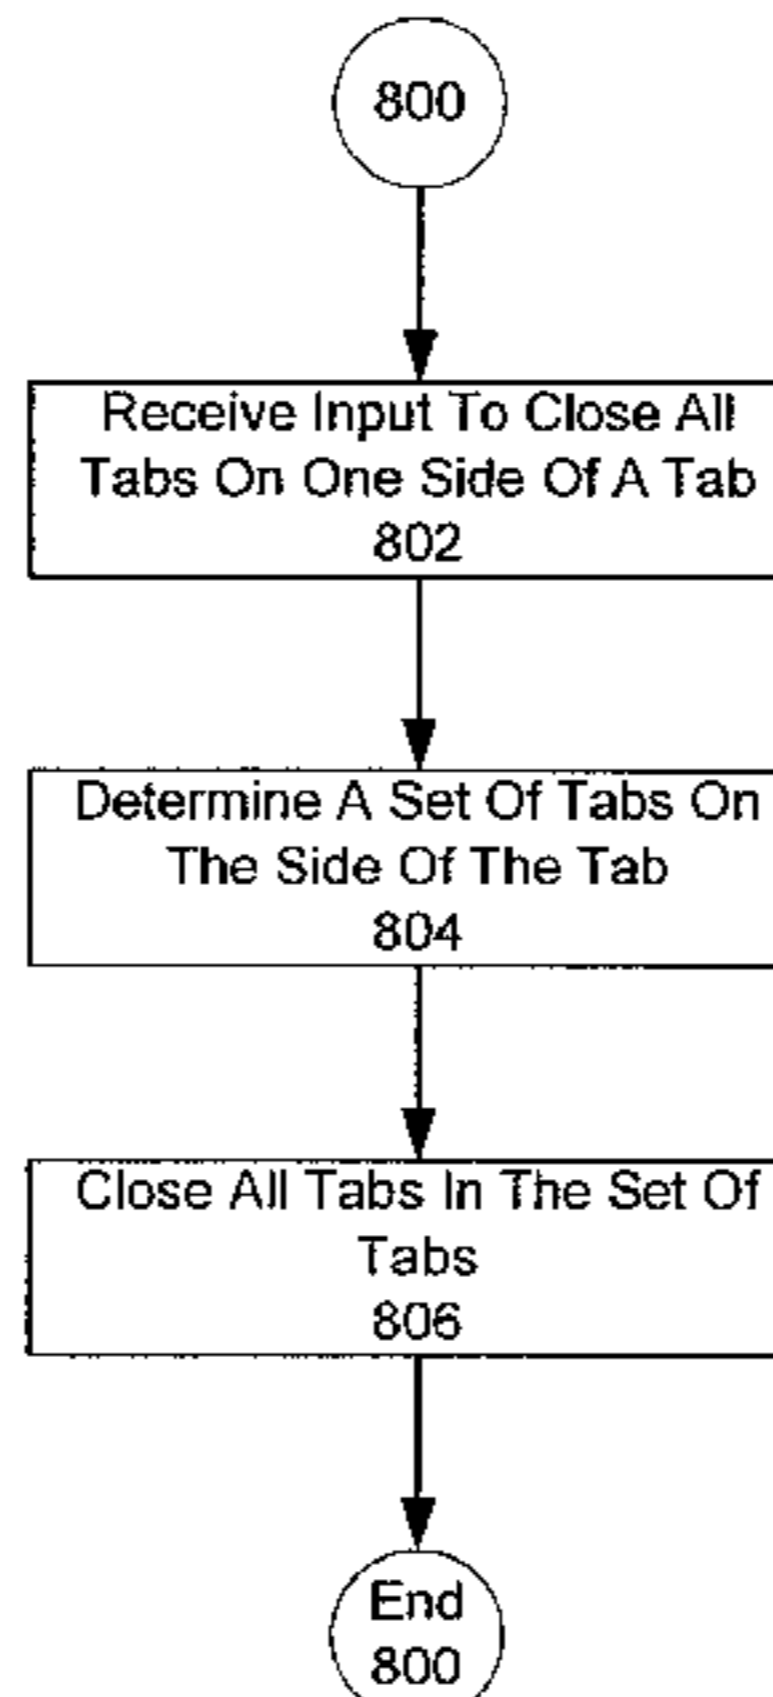 800
Receive Input To Close All
Tabs On One Side Of A Tab
802
Determine A Set Of Tabs On
The Side Of The Tab
804
Close All Tabs In The Set Of
Tabs
806
End
800